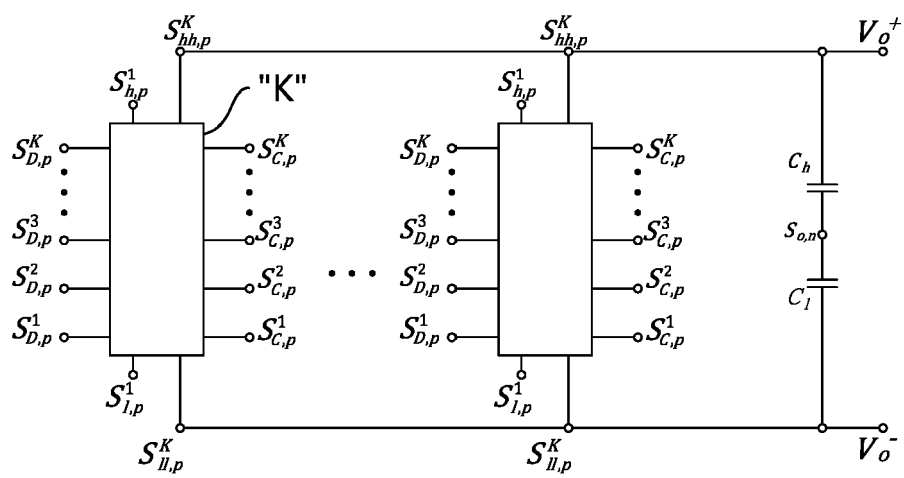 S^K_{hh,p} S^K_{hh,p} V_o^+
S^1_{h,p} "K" S^1_{h,p}
S^K_{D,p} S^K_{C,p} S^K_{D,p} S^K_{C,p} C_h
S^3_{D,p} S^3_{C,p} S^3_{D,p} S^3_{C,p} S_{o,n}
S^2_{D,p} S^2_{C,p} S^2_{D,p} S^2_{C,p} C_l
S^1_{D,p} S^1_{C,p} S^1_{D,p} S^1_{C,p}
S^1_{l,p} S^1_{l,p}
S^K_{ll,p} S^K_{ll,p} V_o^-